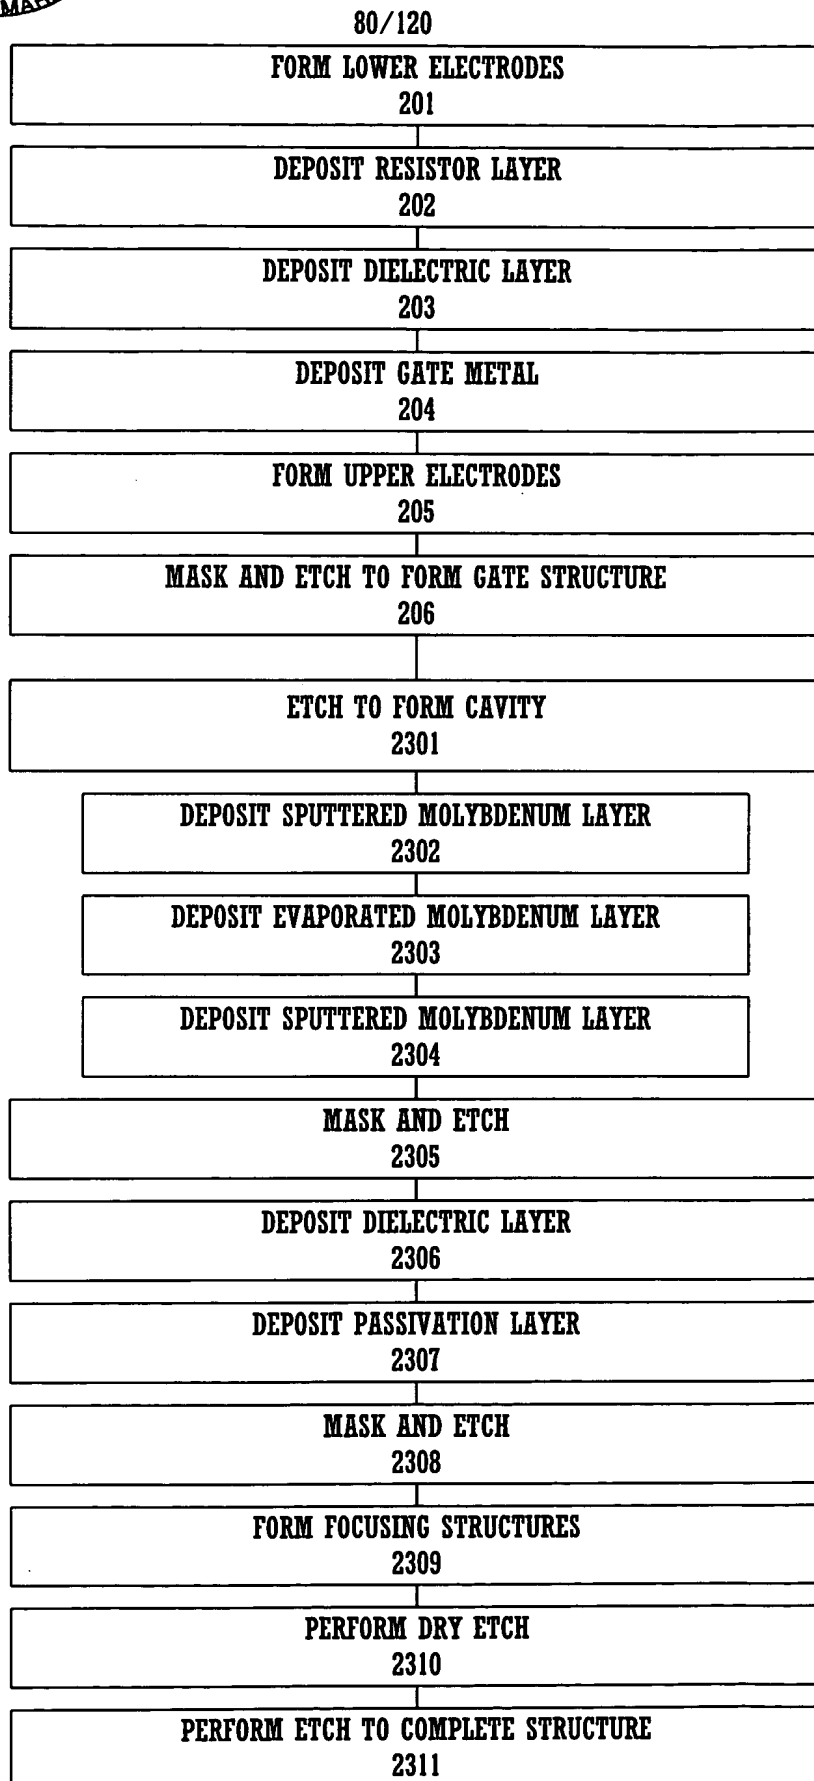 80/120
FORM LOWER ELECTRODES
201
DEPOSIT RESISTOR LAYER
202
DEPOSIT DIELECTRIC LAYER
203
DEPOSIT GATE METAL
204
FORM UPPER ELECTRODES
205
MASK AND ETCH TO FORM GATE STRUCTURE
206
ETCH TO FORM CAVITY
2301
DEPOSIT SPUTTERED MOLYBDENUM LAYER
2302
DEPOSIT EVAPORATED MOLYBDENUM LAYER
2303
DEPOSIT SPUTTERED MOLYBDENUM LAYER
2304
MASK AND ETCH
2305
DEPOSIT DIELECTRIC LAYER
2306
DEPOSIT PASSIVATION LAYER
2307
MASK AND ETCH
2308
FORM FOCUSING STRUCTURES
2309
PERFORM DRY ETCH
2310
PERFORM ETCH TO COMPLETE STRUCTURE
2311